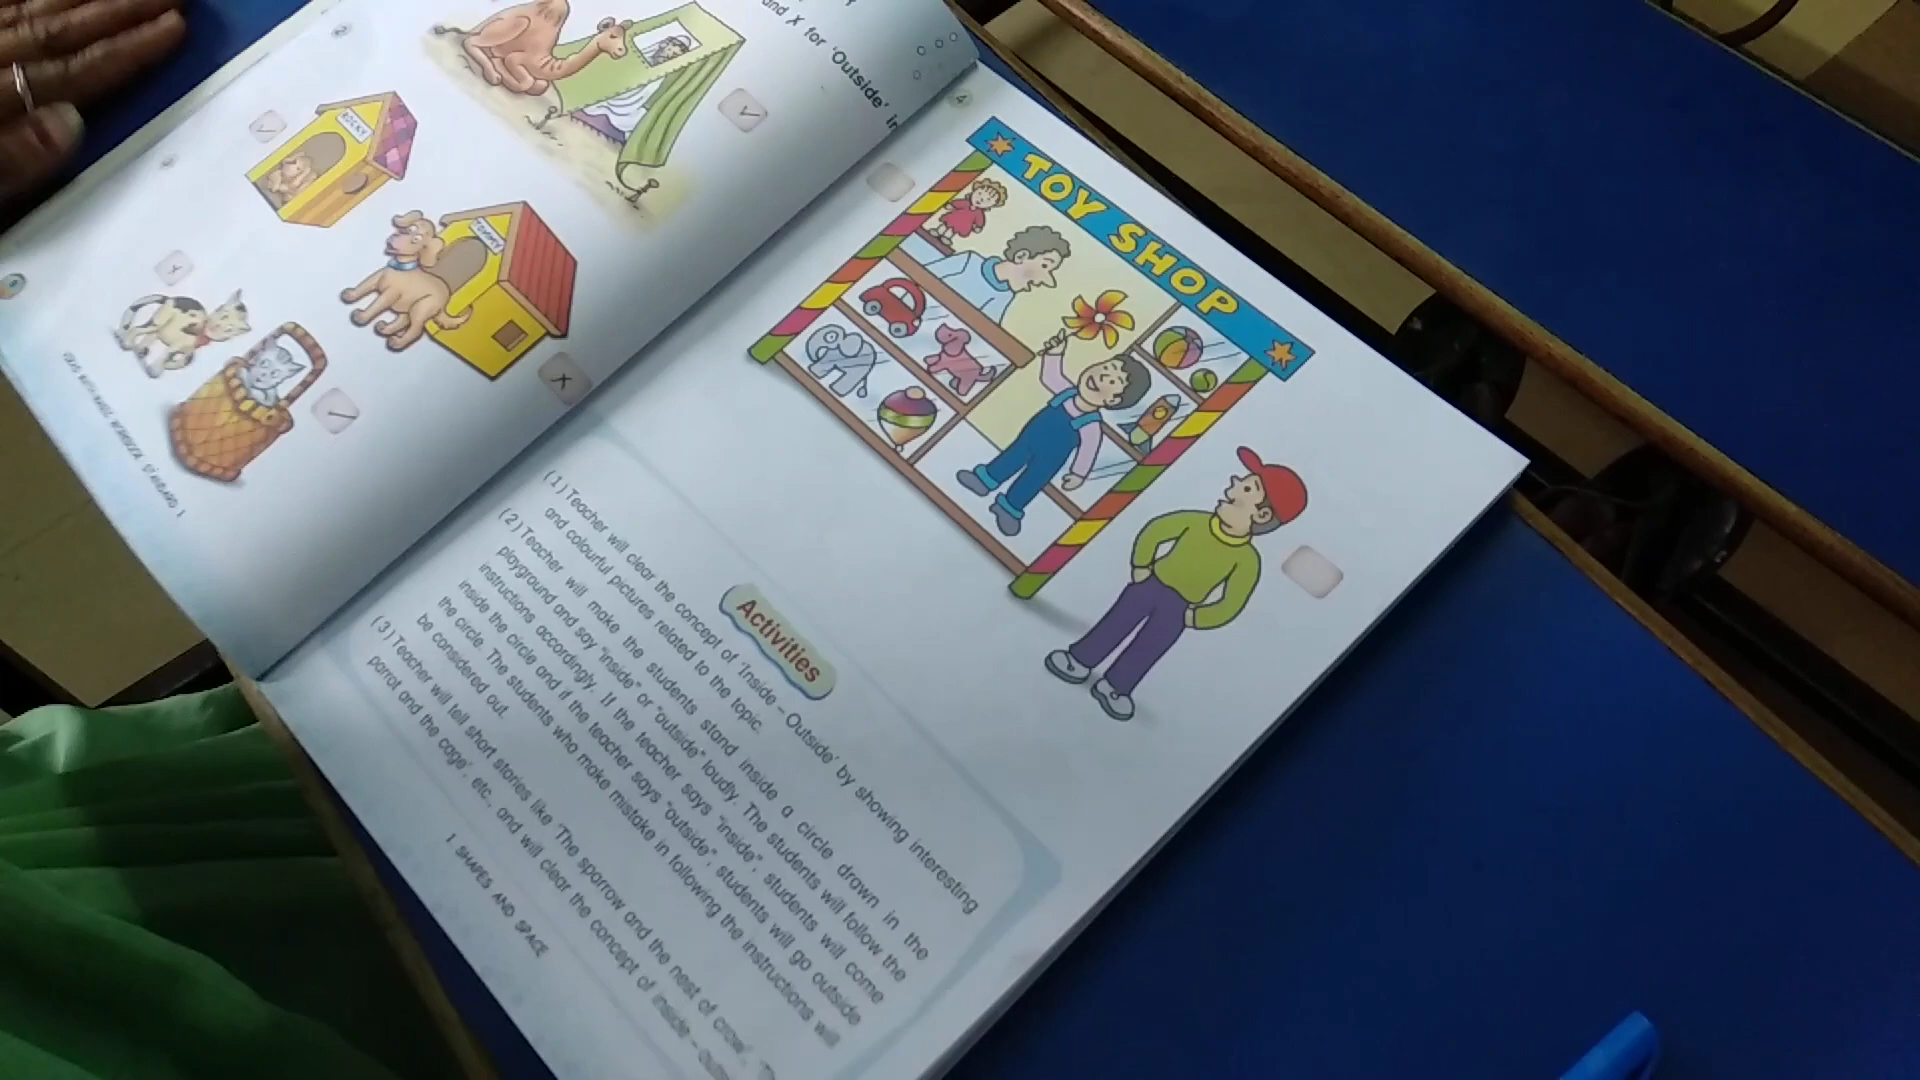 and X for 'Outside' in
ROCKY
TOMMY
4
TOY SHOP
Activities
(1) Teacher will clear the concept of 'Inside – Outside' by showing interesting
and colourful pictures related to the topic.
(2) Teacher will make the students stand inside a circle drawn in the
playground and say "inside" or "outside" loudly. The students will follow the
instructions accordingly. If the teacher says "inside", students will come
inside the circle and if the teacher says "outside", students will go outside
the circle. The students who make mistake in following the instructions will
be considered out.
(3) Teacher will tell short stories like 'The sparrow and the nest of crow',
parrot and the cage', etc., and will clear the concept of inside –
1. SHAPES AND SPACE